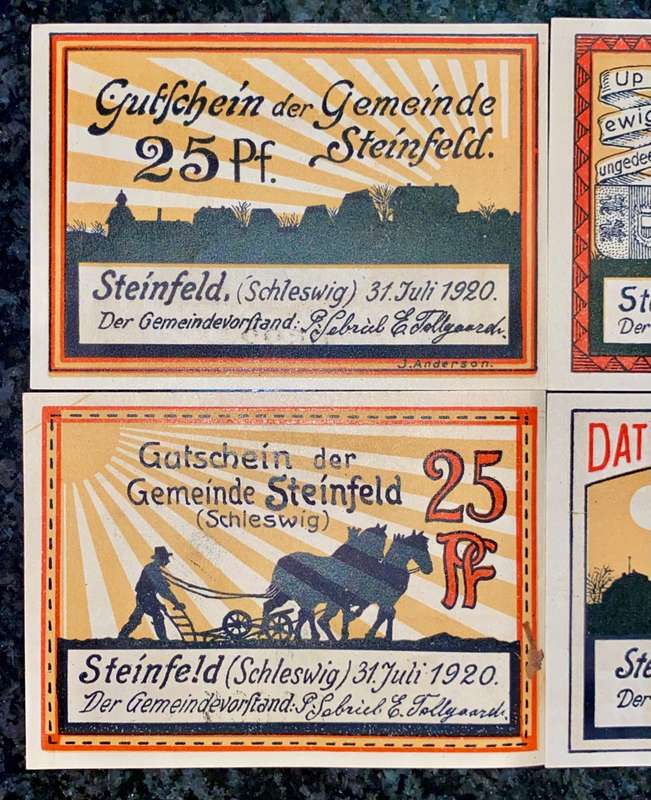 Gutschein der Gemeinde
25 Pf. Steinfeld.
Steinfeld, (Schleswig) 31. Juli 1920.
Der Gemeindevorstand:
J. Anderson.
Up
ewig
ungedee
St
Der
Gutschein der
Gemeinde Steinfeld
(Schleswig)
25
Pf
Steinfeld (Schleswig) 31. Juli 1920.
Der Gemeindevorstand:
DAT
Ste
Der